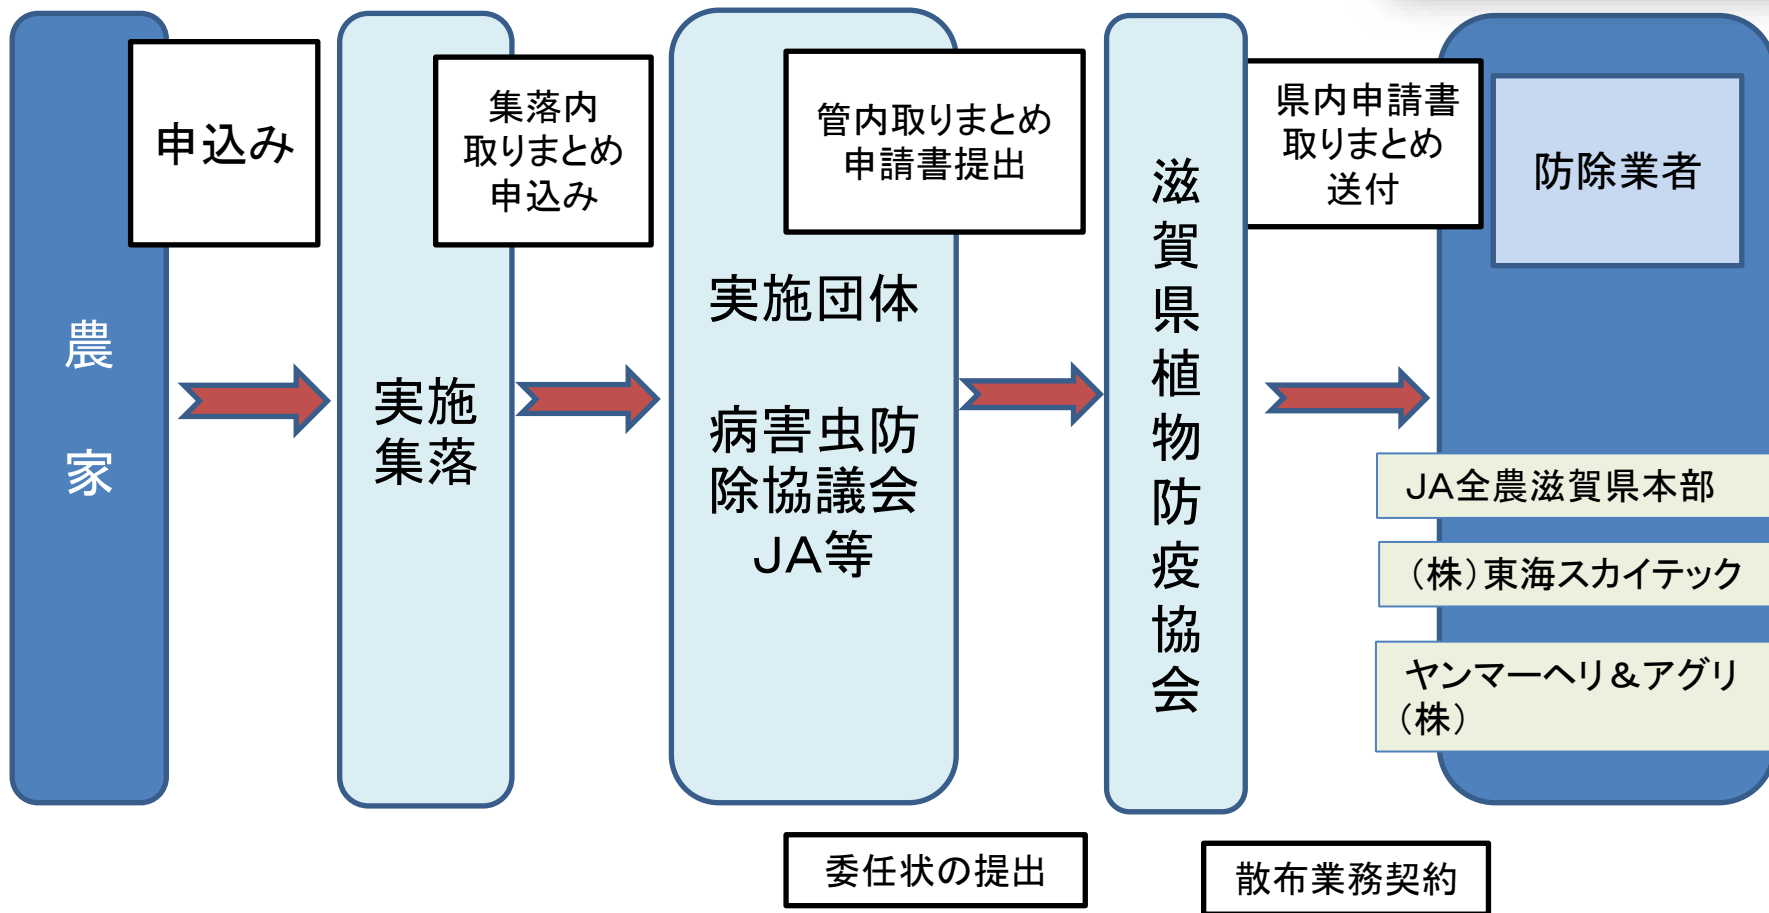 農家
申込み
実施
集落
集落内
取りまとめ
申込み
実施団体
病害虫防
除協議会
JA等
管内取りまとめ
申請書提出
滋賀県植物防疫協会
県内申請書
取りまとめ
送付
防除業者
JA全農滋賀県本部
（株）東海スカイテック
ヤンマーヘリ＆アグリ
（株）
委任状の提出
散布業務契約